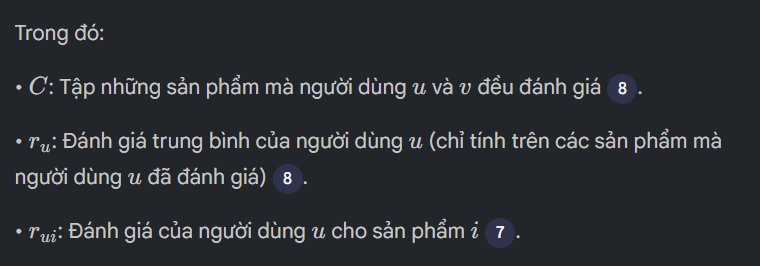 Trong đó:
• C: Tập những sản phẩm mà người dùng u và v đều đánh giá 8.
• r_u: Đánh giá trung bình của người dùng u (chỉ tính trên các sản phẩm mà
người dùng u đã đánh giá) 8.
• r_{ui}: Đánh giá của người dùng u cho sản phẩm i 7.